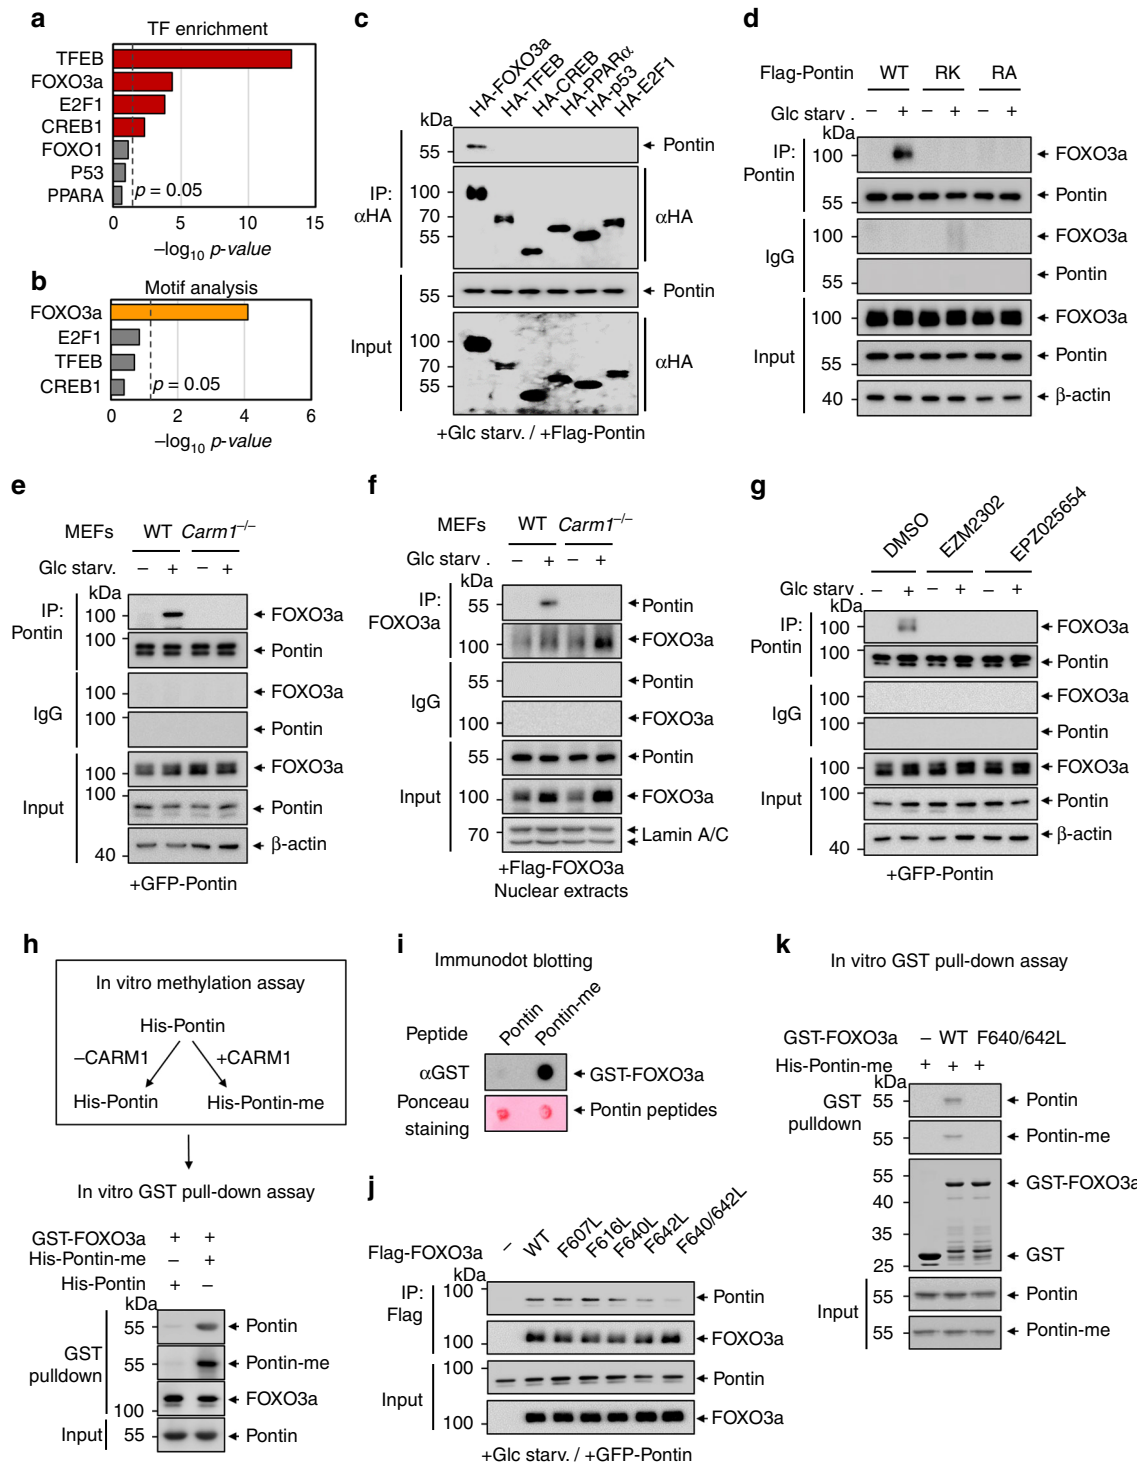 a
TF enrichment
TFEB
FOXO3a
E2F1
CREB1
FOXO1
P53
PPARA
p = 0.05
0 5 10 15
–log10 p-value
b
Motif analysis
FOXO3a
E2F1
TFEB
CREB1
p = 0.05
0 2 4 6
–log10 p-value
c
HA-FOXO3a
HA-TFEB
HA-CREB
HA-PPARα
HA-p53
HA-E2F1
kDa
IP: αHA
55 Pontin
100
70
55
αHA
Input
55 Pontin
100
70
55
αHA
+Glc starv. / +Flag-Pontin
d
Flag-Pontin WT RK RA
Glc starv. – + – + – +
kDa
IP: Pontin
100 FOXO3a
55 Pontin
IgG
100 FOXO3a
55 Pontin
Input
100 FOXO3a
55 Pontin
40 β-actin
e
MEFs WT Carm1–/–
Glc starv. – + – +
kDa
IP: Pontin
100 FOXO3a
100 Pontin
IgG
100 FOXO3a
100 Pontin
Input
100 FOXO3a
100 Pontin
40 β-actin
+GFP-Pontin
f
MEFs WT Carm1–/–
Glc starv. – + – +
kDa
IP: FOXO3a
55 Pontin
100 FOXO3a
IgG
55 Pontin
100 FOXO3a
Input
55 Pontin
100 FOXO3a
70 Lamin A/C
+Flag-FOXO3a
Nuclear extracts
g
DMSO
EZM2302
EPZ025654
Glc starv. – + – + – +
kDa
IP: Pontin
100 FOXO3a
100 Pontin
IgG
100 FOXO3a
100 Pontin
Input
100 FOXO3a
100 Pontin
40 β-actin
+GFP-Pontin
h
In vitro methylation assay
His-Pontin
–CARM1 +CARM1
His-Pontin His-Pontin-me
In vitro GST pull-down assay
GST-FOXO3a + +
His-Pontin-me – +
His-Pontin + –
kDa
GST pulldown
55 Pontin
55 Pontin-me
100 FOXO3a
Input 55 Pontin
i
Immunodot blotting
Peptide Pontin Pontin-me
αGST GST-FOXO3a
Ponceau staining Pontin peptides
j
Flag-FOXO3a – WT F607L F616L F640L F642L F640/642L
kDa
IP: Flag
100 Pontin
100 FOXO3a
Input
100 Pontin
100 FOXO3a
+Glc starv. / +GFP-Pontin
k
In vitro GST pull-down assay
GST-FOXO3a – WT F640/642L
His-Pontin-me + + +
kDa
GST pulldown
55 Pontin
55 Pontin-me
55
40
35
25
GST-FOXO3a
GST
Input
55 Pontin
55 Pontin-me